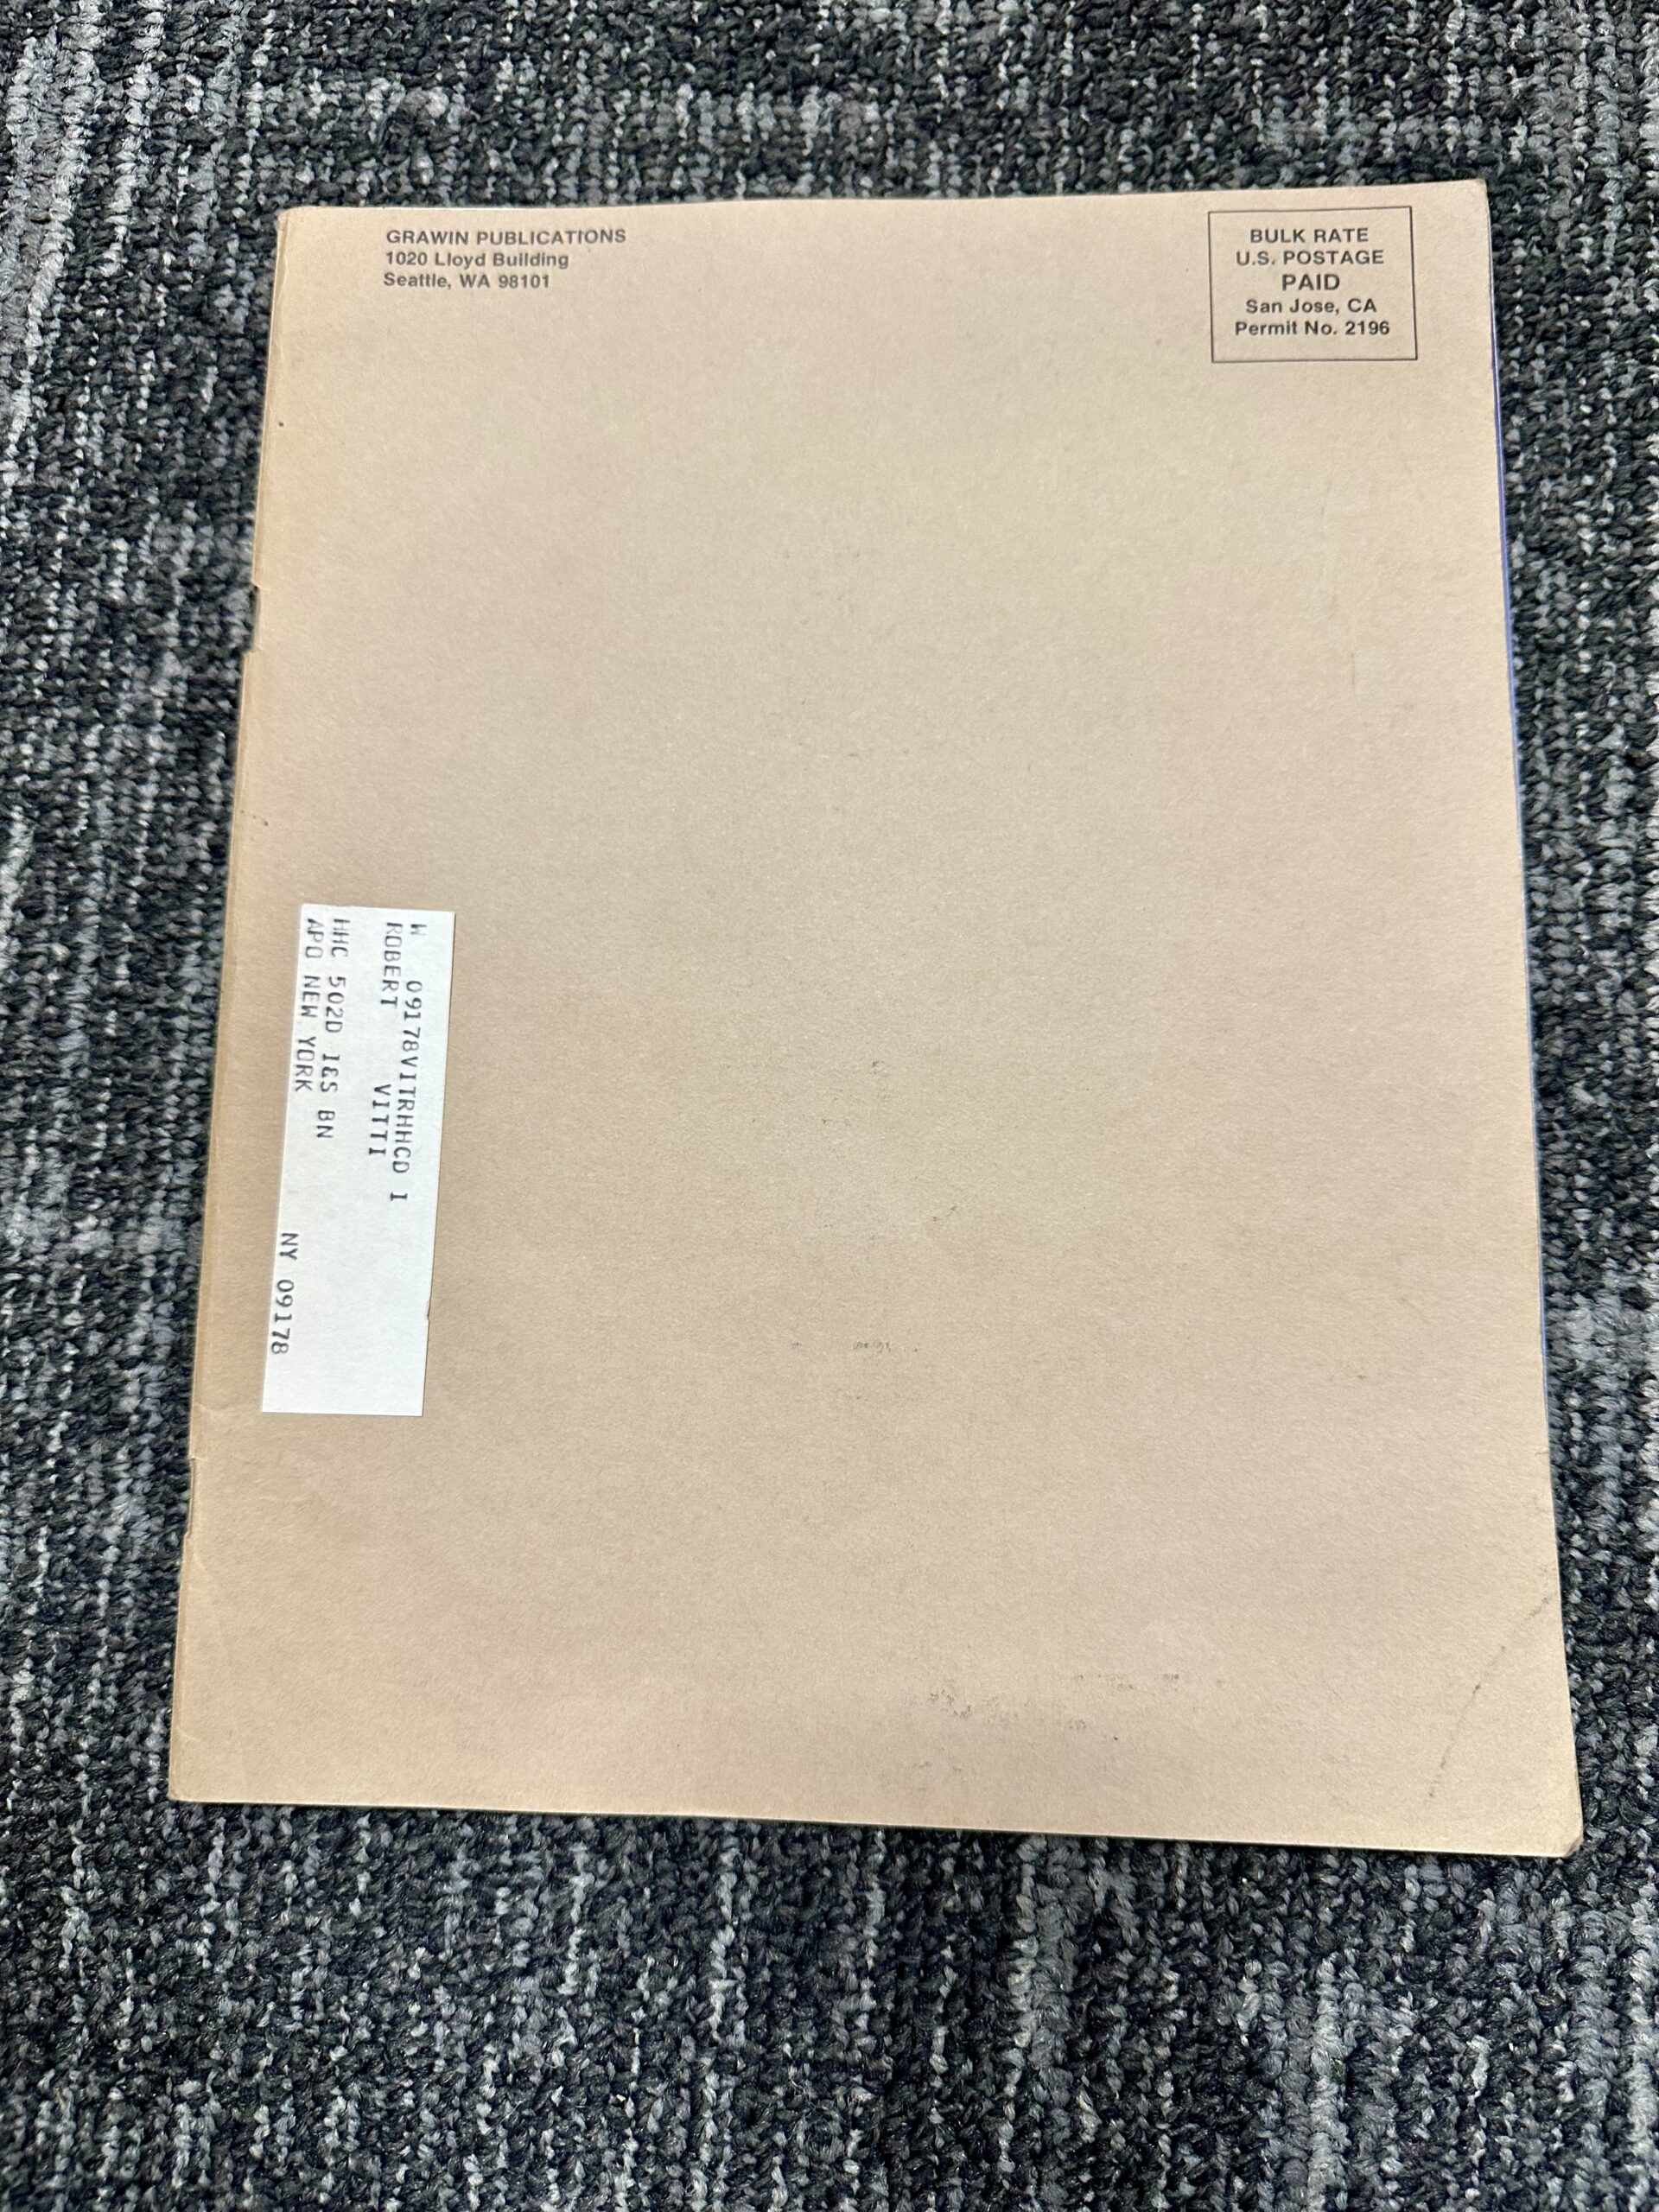 GRAWIN PUBLICATIONS
1020 Lloyd Building
Seattle, WA 98101
BULK RATE
U.S. POSTAGE
PAID
San Jose, CA
Permit No. 2196
W 09178VITRHHCD I
ROBERT VITTI
HHC 502D I&S BN
APO NEW YORK NY 09178